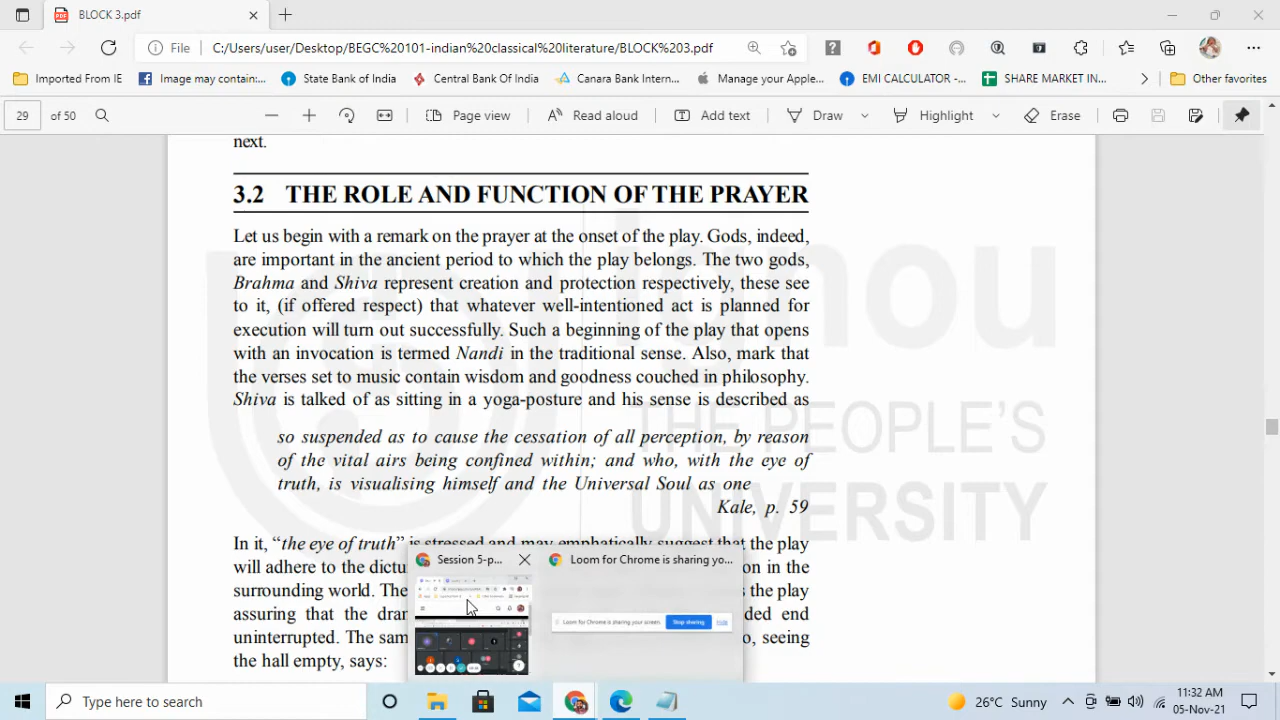 BLOCK 3.pdf
File C:/Users/user/Desktop/BEGC%20101-indian%20classical%20literature/BLOCK%203.pdf
Imported From IE Image may contain:... State Bank of India Central Bank Of India Canara Bank Intern... Manage your Apple... EMI CALCULATOR -... SHARE MARKET IN... Other favorites
29 of 50 Page view Read aloud Add text Draw Highlight Erase
next.
3.2 THE ROLE AND FUNCTION OF THE PRAYER
Let us begin with a remark on the prayer at the onset of the play. Gods, indeed,
are important in the ancient period to which the play belongs. The two gods,
Brahma and Shiva represent creation and protection respectively, these see
to it, (if offered respect) that whatever well-intentioned act is planned for
execution will turn out successfully. Such a beginning of the play that opens
with an invocation is termed Nandi in the traditional sense. Also, mark that
the verses set to music contain wisdom and goodness couched in philosophy.
Shiva is talked of as sitting in a yoga-posture and his sense is described as
so suspended as to cause the cessation of all perception, by reason
of the vital airs being confined within; and who, with the eye of
truth, is visualising himself and the Universal Soul as one
Kale, p. 59
In it, "the eye of truth" is stressed and may emphatically suggest that the play
will adhere to the dictu on in the
surrounding world. The s the play
assuring that the dran ded end
uninterrupted. The sam o, seeing
the hall empty, says:
ignou
THE PEOPLE'S
UNIVERSITY
Session 5-p... Loom for Chrome is sharing yo...
Loom for Chrome is sharing your screen. Stop sharing Hide
Type here to search
26°C Sunny
11:32 AM
05-Nov-21